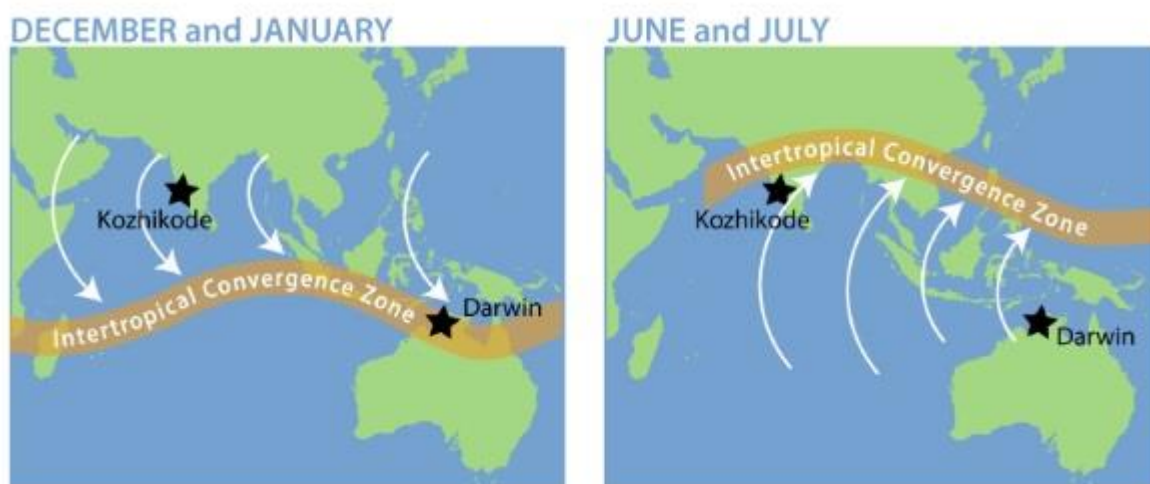 DECEMBER and JANUARY
Kozhikode
Intertropical Convergence Zone
Darwin
JUNE and JULY
Intertropical Convergence Zone
Kozhikode
Darwin